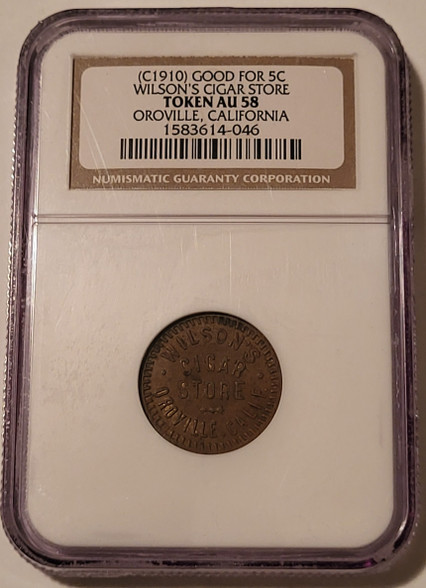 (C1910) GOOD FOR 5C
WILSON'S CIGAR STORE
TOKEN AU 58
OROVILLE, CALIFORNIA
1583614-046
NUMISMATIC GUARANTY CORPORATION
WILSON'S
CIGAR
STORE
OROVILLE,